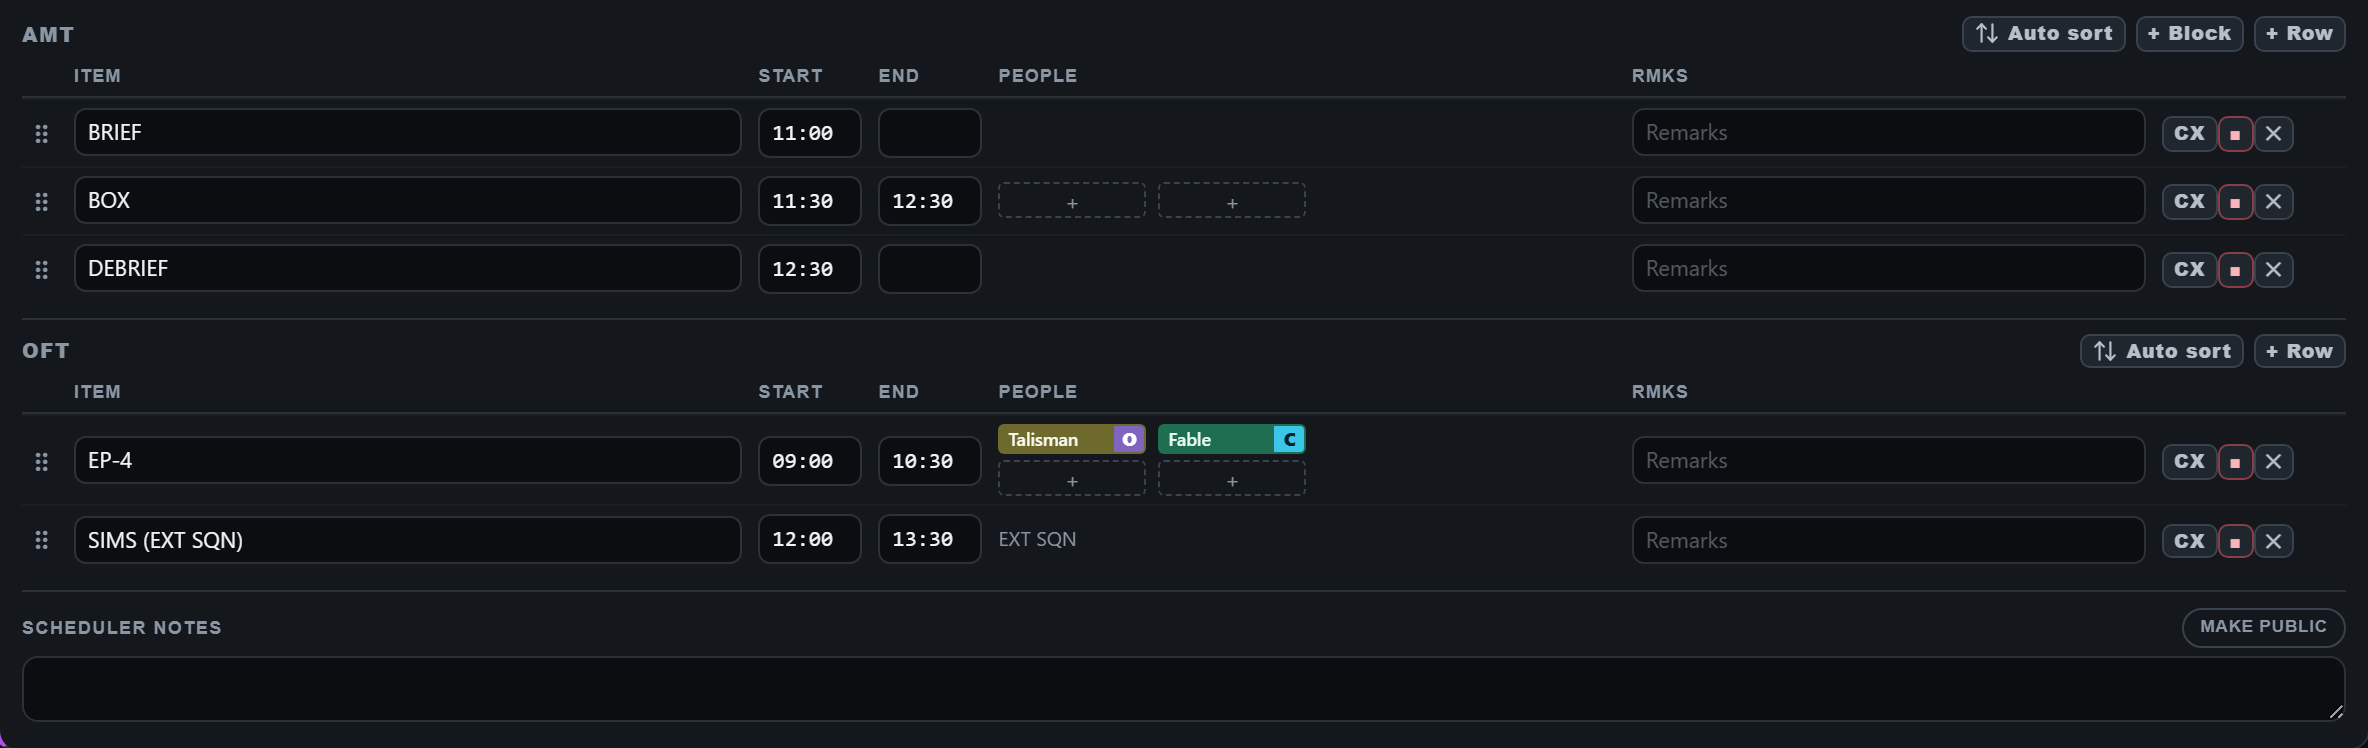 AMT
Auto sort
+ Block
+ Row
ITEM START END PEOPLE RMKS
BRIEF 11:00 Remarks CX
BOX 11:30 12:30 + + Remarks CX
DEBRIEF 12:30 Remarks CX
OFT
Auto sort
+ Row
ITEM START END PEOPLE RMKS
EP-4 09:00 10:30 Talisman O Fable C Remarks CX
+ +
SIMS (EXT SQN) 12:00 13:30 EXT SQN Remarks CX
SCHEDULER NOTES
MAKE PUBLIC